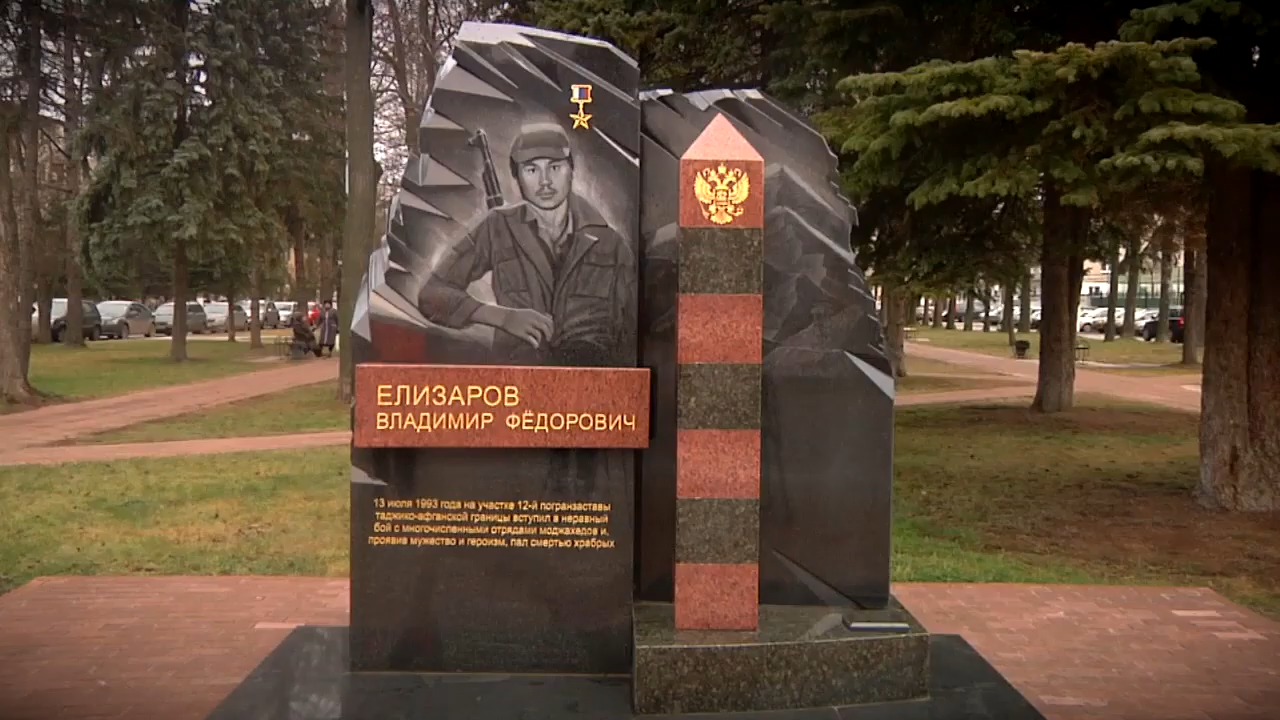 ЕЛИЗАРОВ
ВЛАДИМИР ФЁДОРОВИЧ
13 июля 1993 года на участке 12-й погранзаставы
таджико-афганской границы вступил в неравный
бой с многочисленными отрядами моджахедов и,
проявив мужество и героизм, пал смертью храбрых